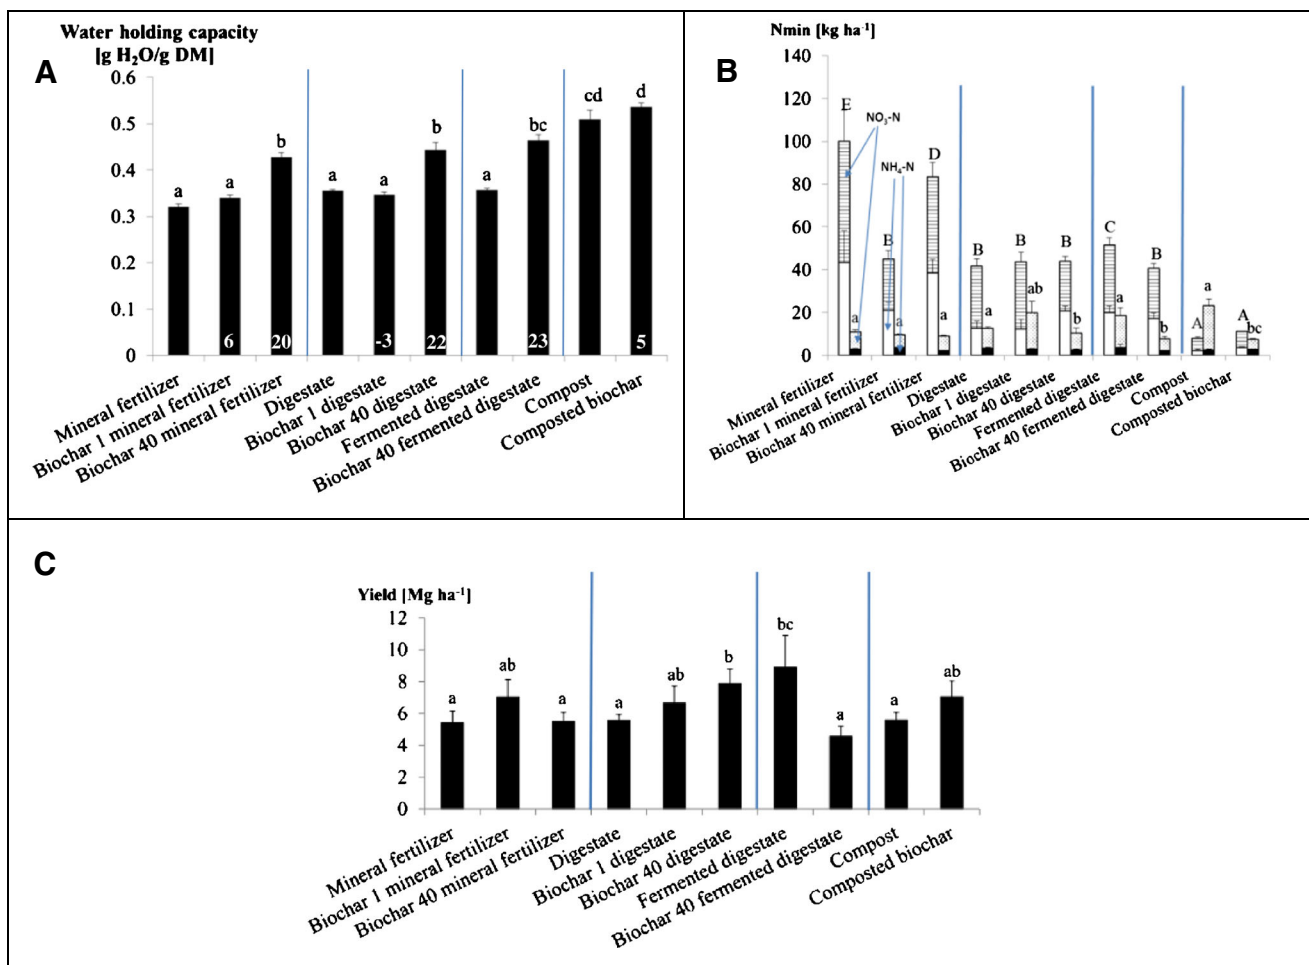 Water holding capacity
[g H₂O/g DM]
A
0.6
0.5
0.4
0.3
0.2
0.1
0
a
a
b
a
a
b
a
bc
cd
d
6
20
-3
22
23
5
Mineral fertilizer
Biochar 1 mineral fertilizer
Biochar 40 mineral fertilizer
Digestate
Biochar 1 digestate
Biochar 40 digestate
Fermented digestate
Biochar 40 fermented digestate
Compost
Composted biochar
Nmin [kg ha⁻¹]
B
140
120
100
80
60
40
20
0
NO₃-N
NH₄-N
E
a
B
a
D
a
B
a
B
ab
B
b
C
a
B
b
A
a
A
bc
Mineral fertilizer
Biochar 1 mineral fertilizer
Biochar 40 mineral fertilizer
Digestate
Biochar 1 digestate
Biochar 40 digestate
Fermented digestate
Biochar 40 fermented digestate
Compost
Composted biochar
C
Yield [Mg ha⁻¹]
12
10
8
6
4
2
0
a
ab
a
a
ab
b
bc
a
a
ab
Mineral fertilizer
Biochar 1 mineral fertilizer
Biochar 40 mineral fertilizer
Digestate
Biochar 1 digestate
Biochar 40 digestate
Fermented digestate
Biochar 40 fermented digestate
Compost
Composted biochar